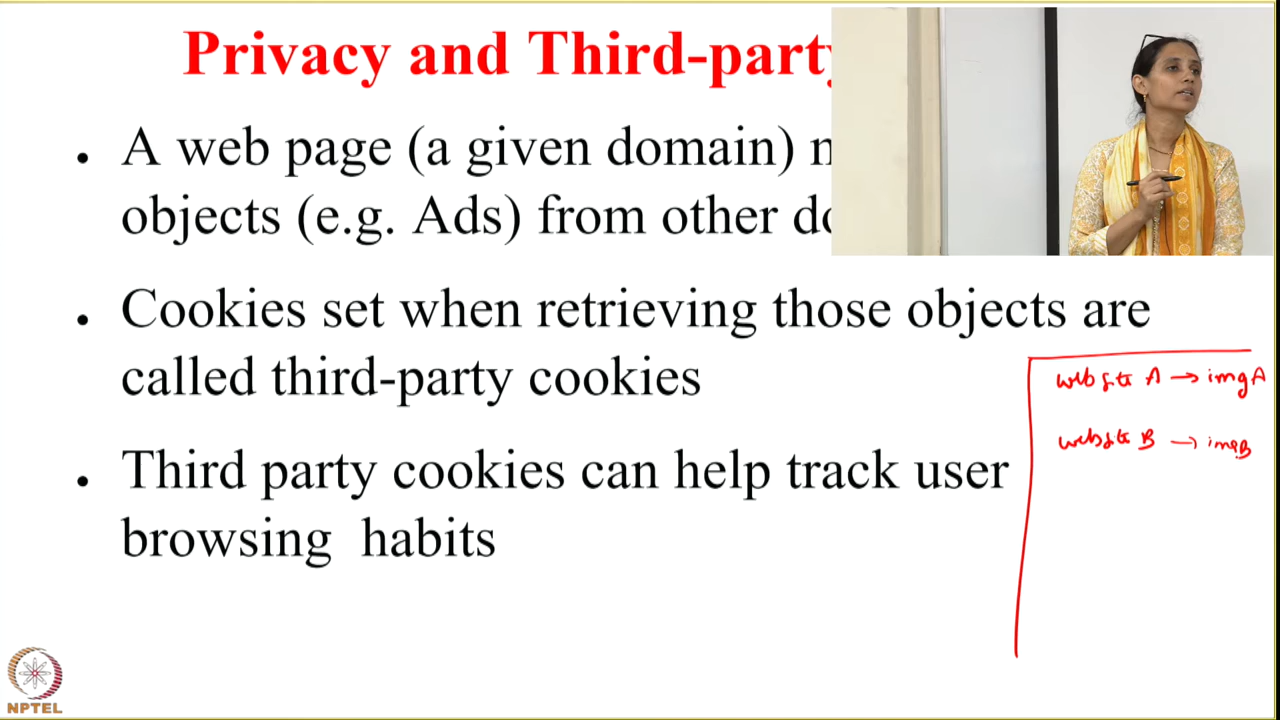 Privacy and Third-party
A web page (a given domain)
objects (e.g. Ads) from other do
Cookies set when retrieving those objects are
called third-party cookies
Third party cookies can help track user
browsing habits
website A → imgA
website B → imgB
NPTEL